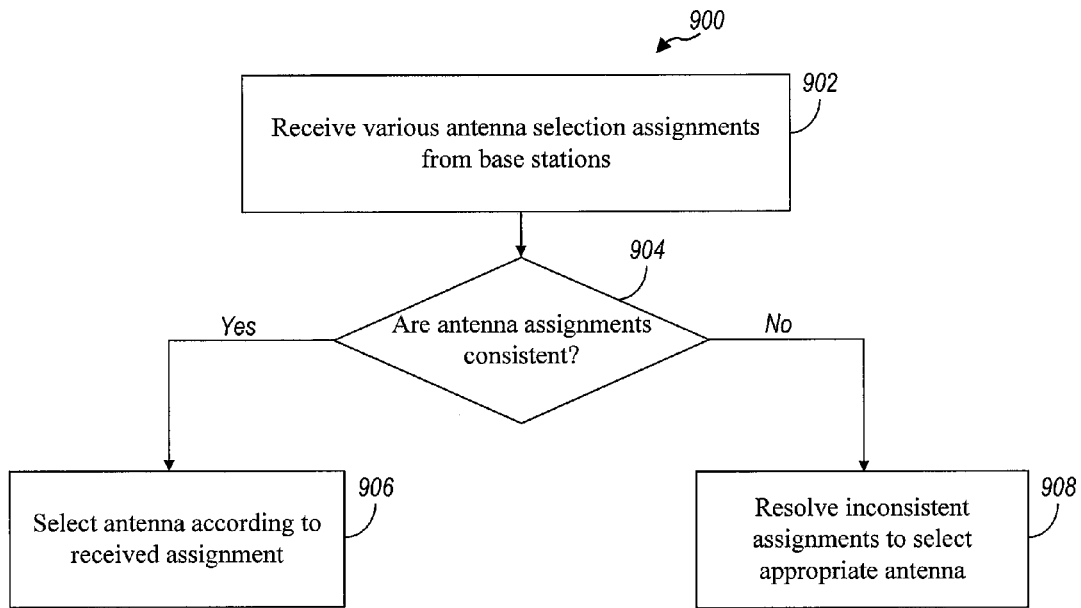 900
902
Receive various antenna selection assignments
from base stations
904
Are antenna assignments
consistent?
Yes
No
906
Select antenna according to
received assignment
908
Resolve inconsistent
assignments to select
appropriate antenna